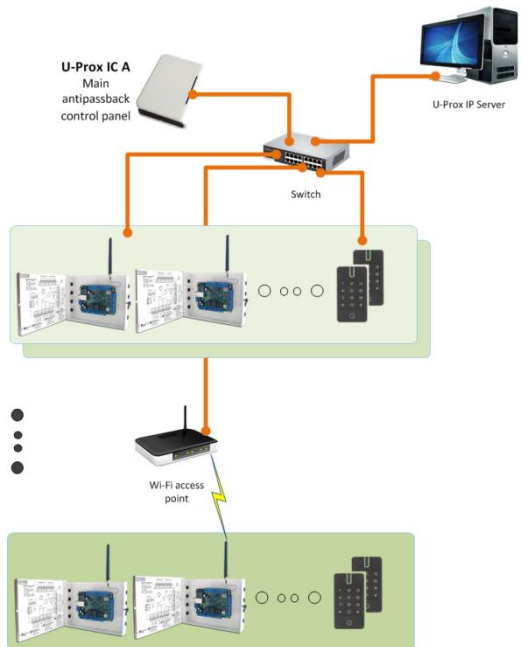 U-Prox IC A
Main
antipassback
control panel
U-Prox IP Server
Switch
Wi-Fi access
point